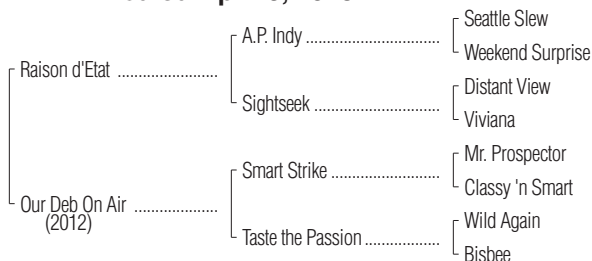 Seattle Slew
A.P. Indy ..............................
Weekend Surprise
Raison d'Etat ......................
Distant View
Sightseek ............................
Viviana
Mr. Prospector
Smart Strike ........................
Classy 'n Smart
Our Deb On Air ..................
(2012)
Wild Again
Taste the Passion .................
Bisbee